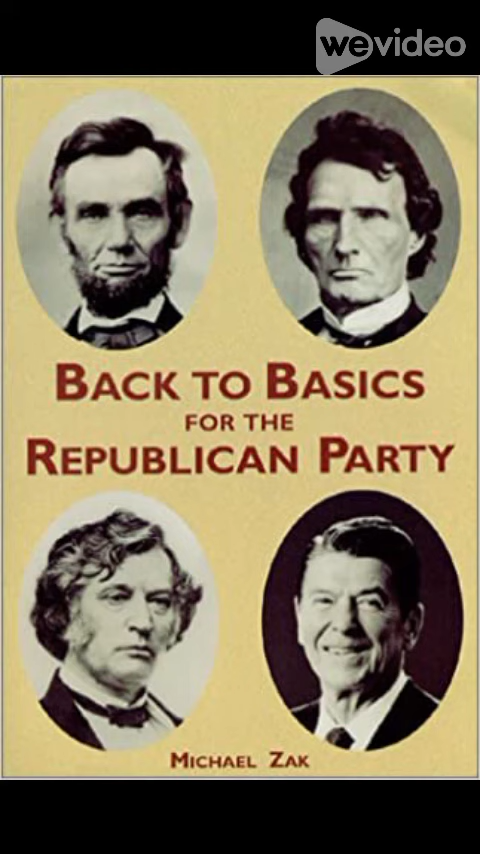 wevideo
BACK TO BASICS
FOR THE
REPUBLICAN PARTY
MICHAEL ZAK